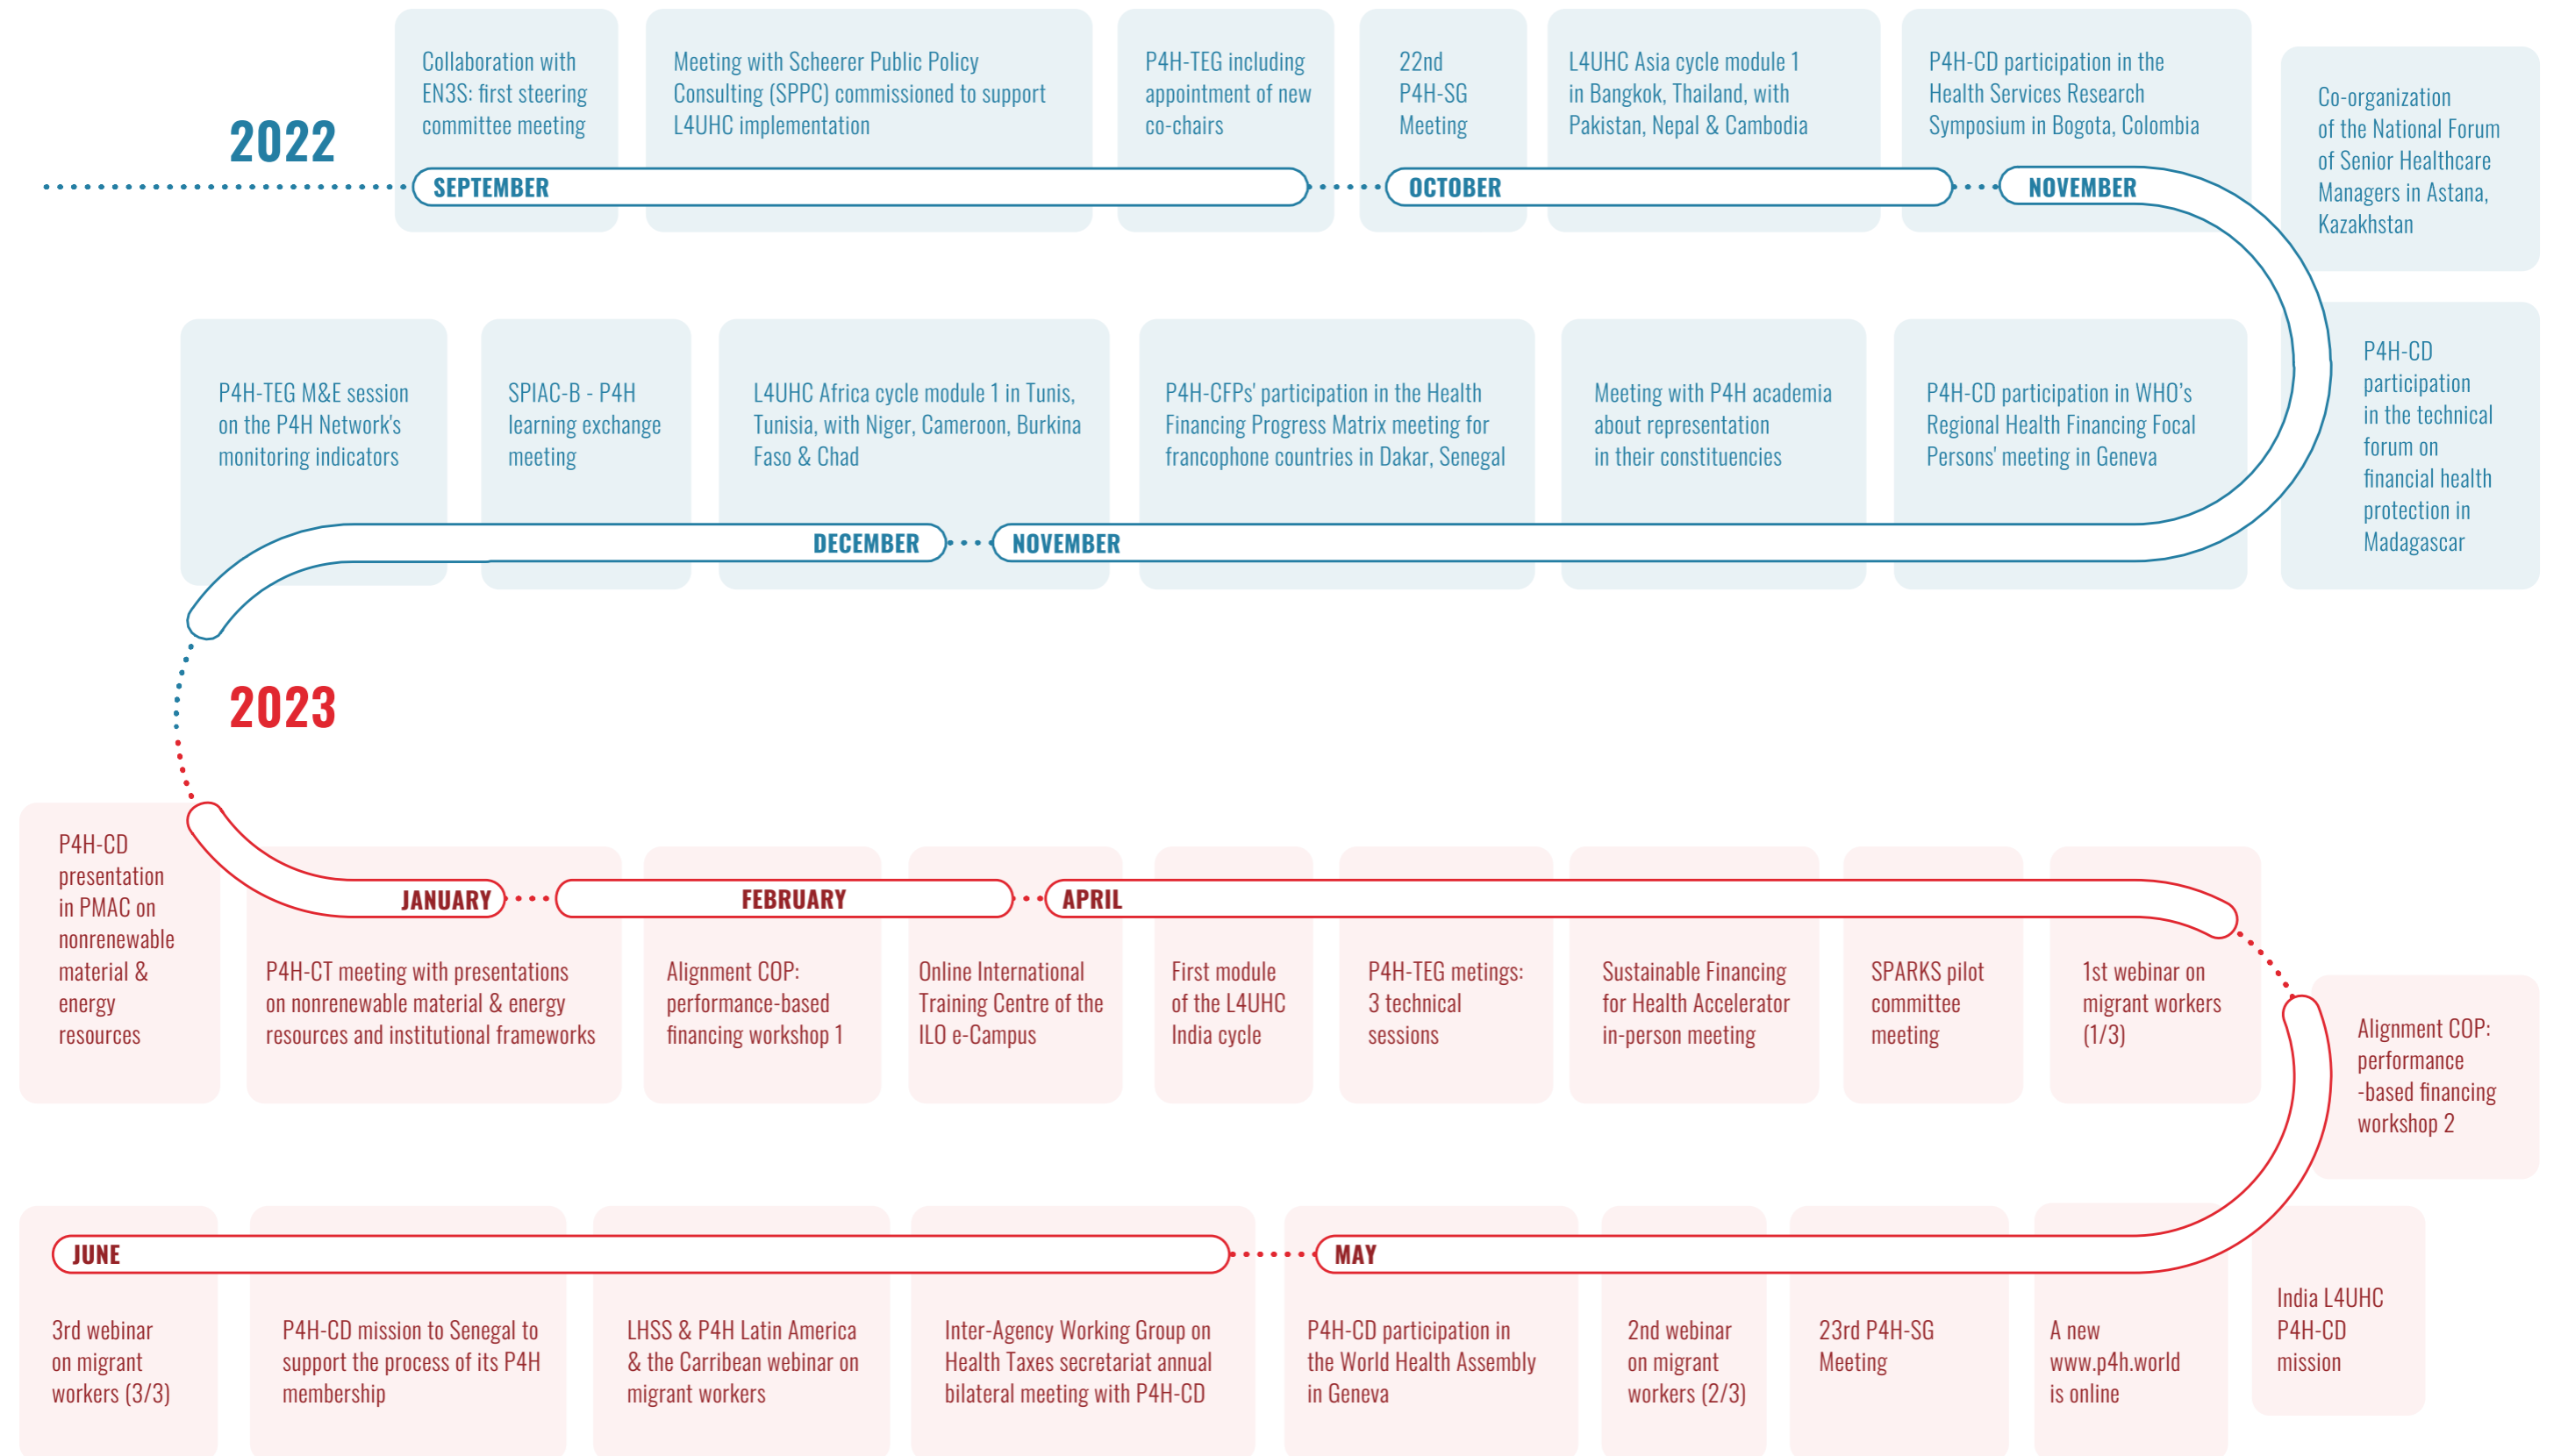 2022
Collaboration with
EN3S: first steering
committee meeting
Meeting with Scheerer Public Policy
Consulting (SPPC) commissioned to support
L4UHC implementation
P4H-TEG including
appointment of new
co-chairs
22nd
P4H-SG
Meeting
L4UHC Asia cycle module 1
in Bangkok, Thailand, with
Pakistan, Nepal & Cambodia
P4H-CD participation in the
Health Services Research
Symposium in Bogota, Colombia
Co-organization
of the National Forum
of Senior Healthcare
Managers in Astana,
Kazakhstan
SEPTEMBER
OCTOBER
NOVEMBER
P4H-TEG M&E session
on the P4H Network's
monitoring indicators
SPIAC-B - P4H
learning exchange
meeting
L4UHC Africa cycle module 1 in Tunis,
Tunisia, with Niger, Cameroon, Burkina
Faso & Chad
P4H-CFPs' participation in the Health
Financing Progress Matrix meeting for
francophone countries in Dakar, Senegal
Meeting with P4H academia
about representation
in their constituencies
P4H-CD participation in WHO’s
Regional Health Financing Focal
Persons' meeting in Geneva
P4H-CD
participation
in the technical
forum on
financial health
protection in
Madagascar
DECEMBER
NOVEMBER
2023
P4H-CD
presentation
in PMAC on
nonrenewable
material &
energy
resources
JANUARY
FEBRUARY
APRIL
P4H-CT meeting with presentations
on nonrenewable material & energy
resources and institutional frameworks
Alignment COP:
performance-based
financing workshop 1
Online International
Training Centre of the
ILO e-Campus
First module
of the L4UHC
India cycle
P4H-TEG metings:
3 technical
sessions
Sustainable Financing
for Health Accelerator
in-person meeting
SPARKS pilot
committee
meeting
1st webinar on
migrant workers
(1/3)
Alignment COP:
performance
-based financing
workshop 2
JUNE
MAY
3rd webinar
on migrant
workers (3/3)
P4H-CD mission to Senegal to
support the process of its P4H
membership
LHSS & P4H Latin America
& the Carribean webinar on
migrant workers
Inter-Agency Working Group on
Health Taxes secretariat annual
bilateral meeting with P4H-CD
P4H-CD participation in
the World Health Assembly
in Geneva
2nd webinar
on migrant
workers (2/3)
23rd P4H-SG
Meeting
A new
www.p4h.world
is online
India L4UHC
P4H-CD
mission